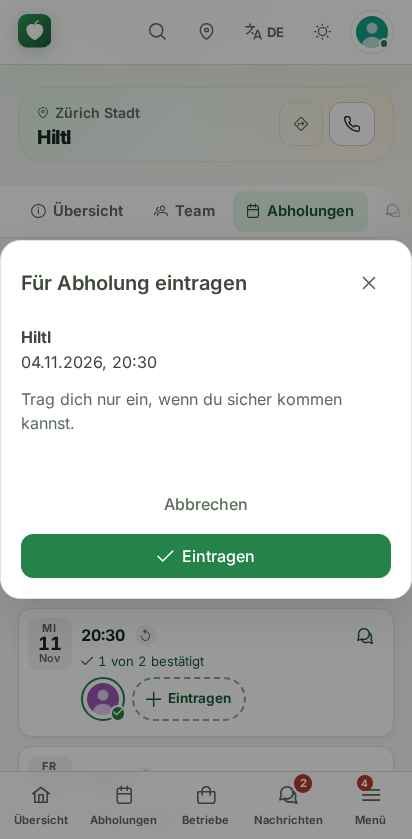 DE
Zürich Stadt
Hiltl
Übersicht
Team
Abholungen
Für Abholung eintragen
Hiltl
04.11.2026, 20:30
Trag dich nur ein, wenn du sicher kommen
kannst.
Abbrechen
Eintragen
MI
11
Nov
20:30
1 von 2 bestätigt
Eintragen
FR
2
4
Übersicht
Abholungen
Betriebe
Nachrichten
Menü